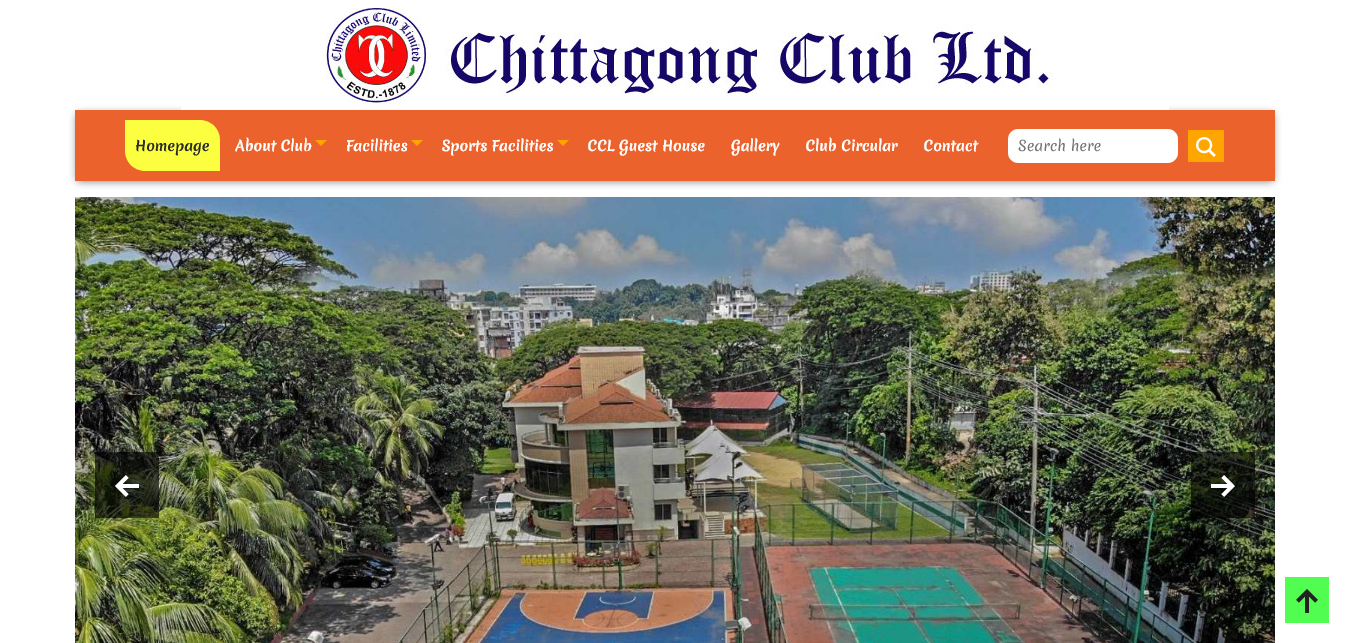 Chittagong Club Limited
ESTD.-1878
Chittagong Club Ltd.
Homepage About Club Facilities Sports Facilities CCL Guest House Gallery Club Circular Contact Search here